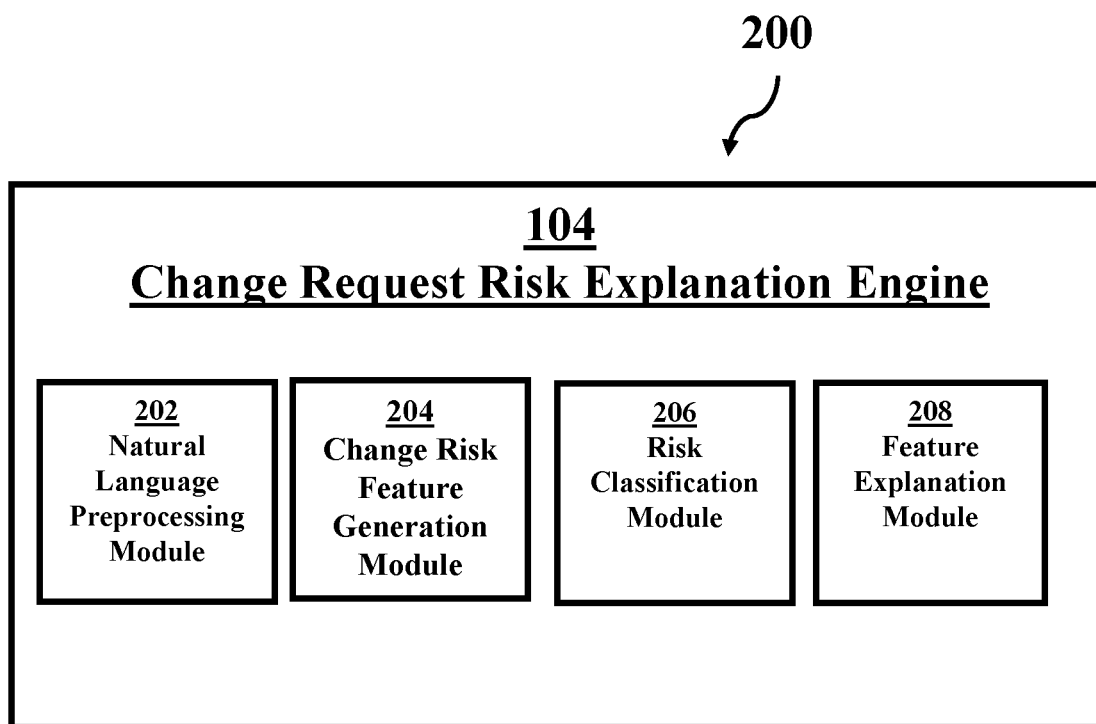 200
104
Change Request Risk Explanation Engine
202
Natural
Language
Preprocessing
Module
204
Change Risk
Feature
Generation
Module
206
Risk
Classification
Module
208
Feature
Explanation
Module